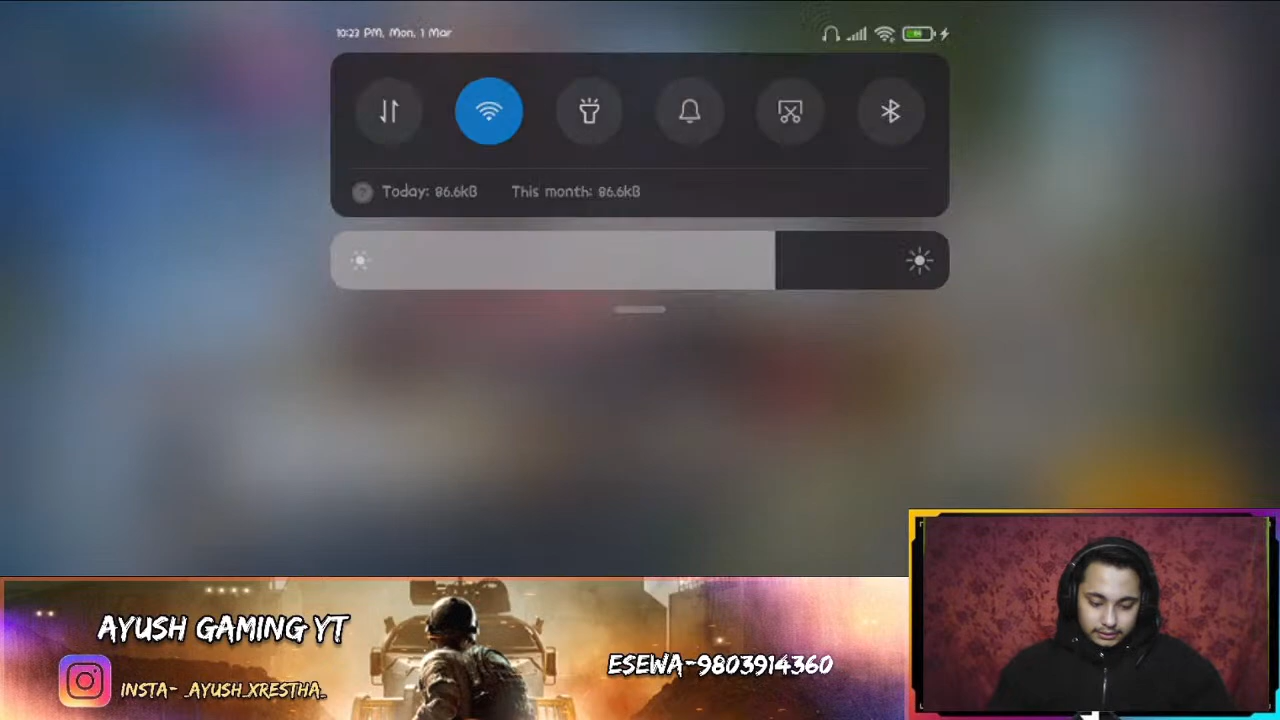 10:23 PM, Mon, 1 Mar
Today: 86.6kB This month: 86.6kB
AYUSH GAMING YT
INSTA- _AYUSH_XRESTHA_
ESEWA-9803914360